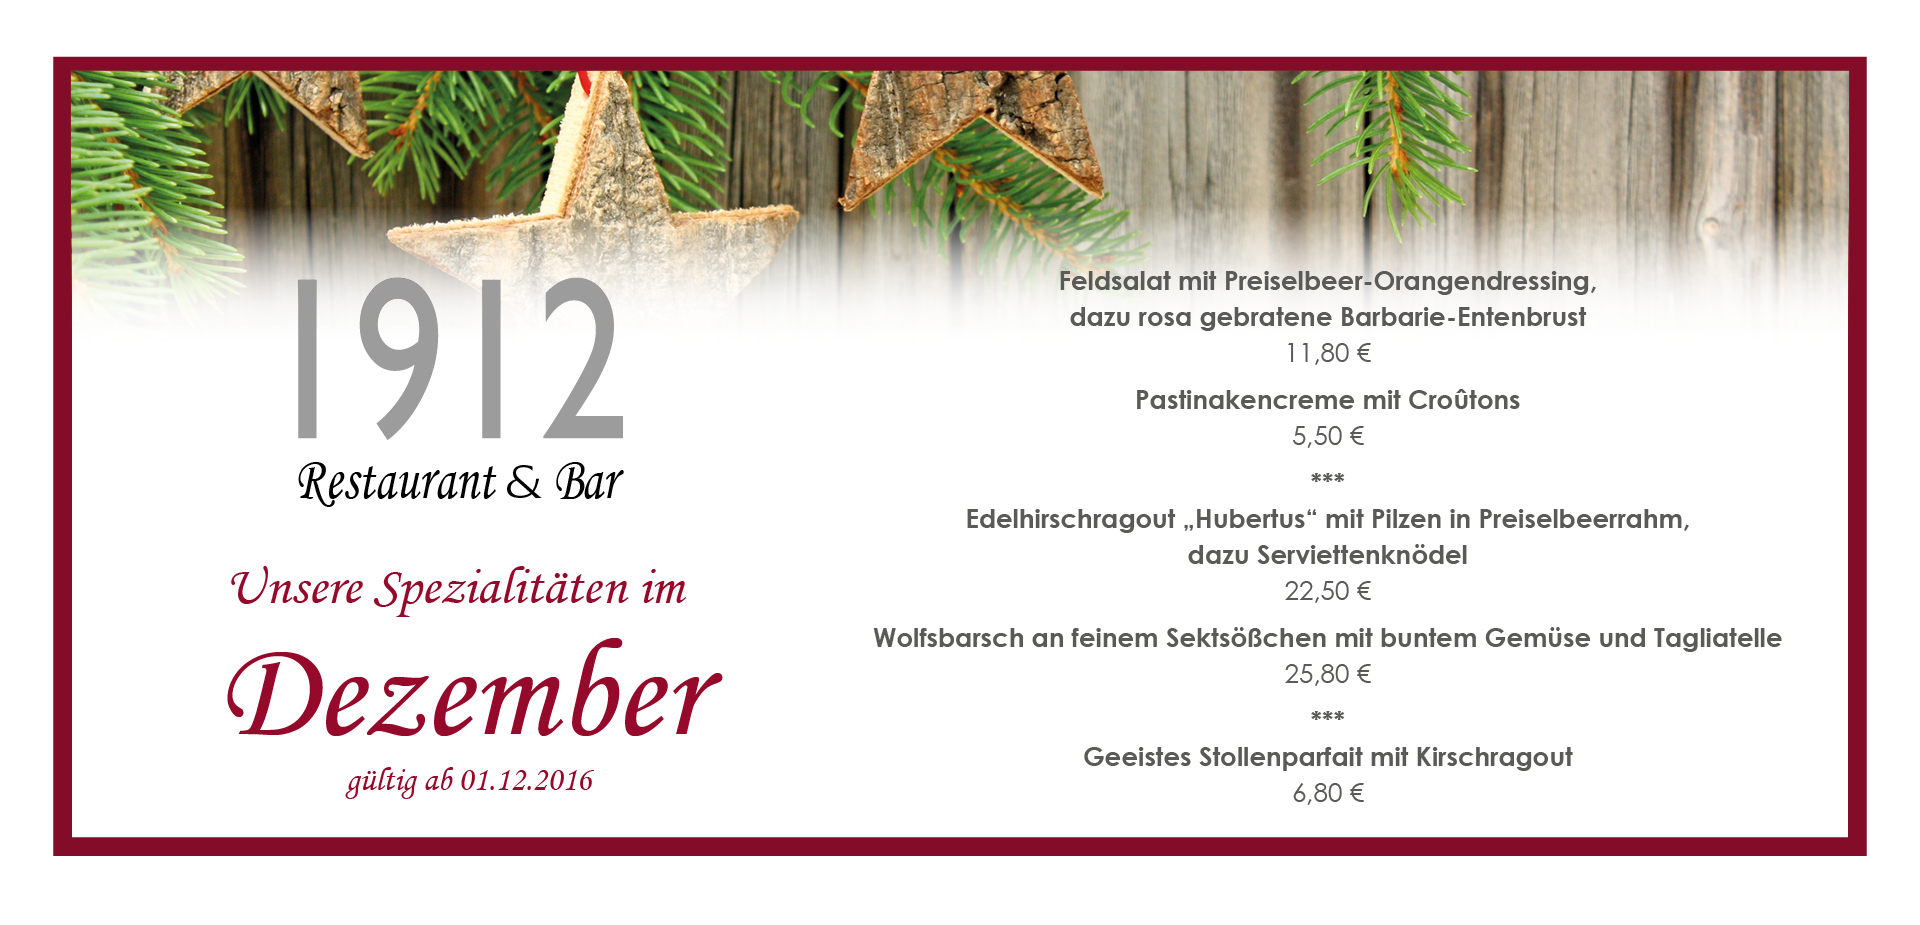 1912
Restaurant & Bar
Unsere Spezialitäten im
Dezember
gültig ab 01.12.2016
Feldsalat mit Preiselbeer-Orangendressing,
dazu rosa gebratene Barbarie-Entenbrust
11,80 €
Pastinakencreme mit Croûtons
5,50 €
***
Edelhirschragout „Hubertus“ mit Pilzen in Preiselbeerrahm,
dazu Serviettenknödel
22,50 €
Wolfsbarsch an feinem Sektsößchen mit buntem Gemüse und Tagliatelle
25,80 €
***
Geeistes Stollenparfait mit Kirschragout
6,80 €